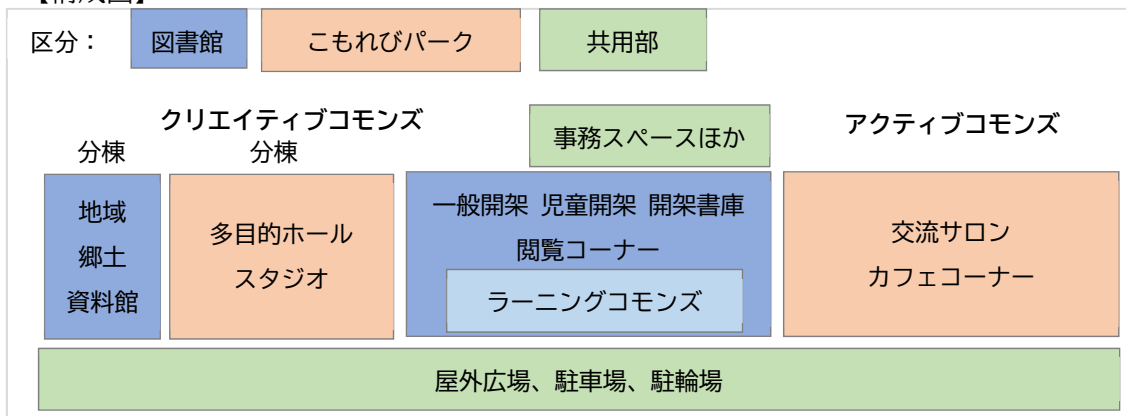 【構成図】
区分： 図書館 こもれびパーク 共用部
クリエイティブコモンズ
事務スペースほか
アクティブコモンズ
分棟
分棟
地域
郷土
資料館
多目的ホール
スタジオ
一般開架 児童開架 開架書庫
閲覧コーナー
ラーニングコモンズ
交流サロン
カフェコーナー
屋外広場、駐車場、駐輪場